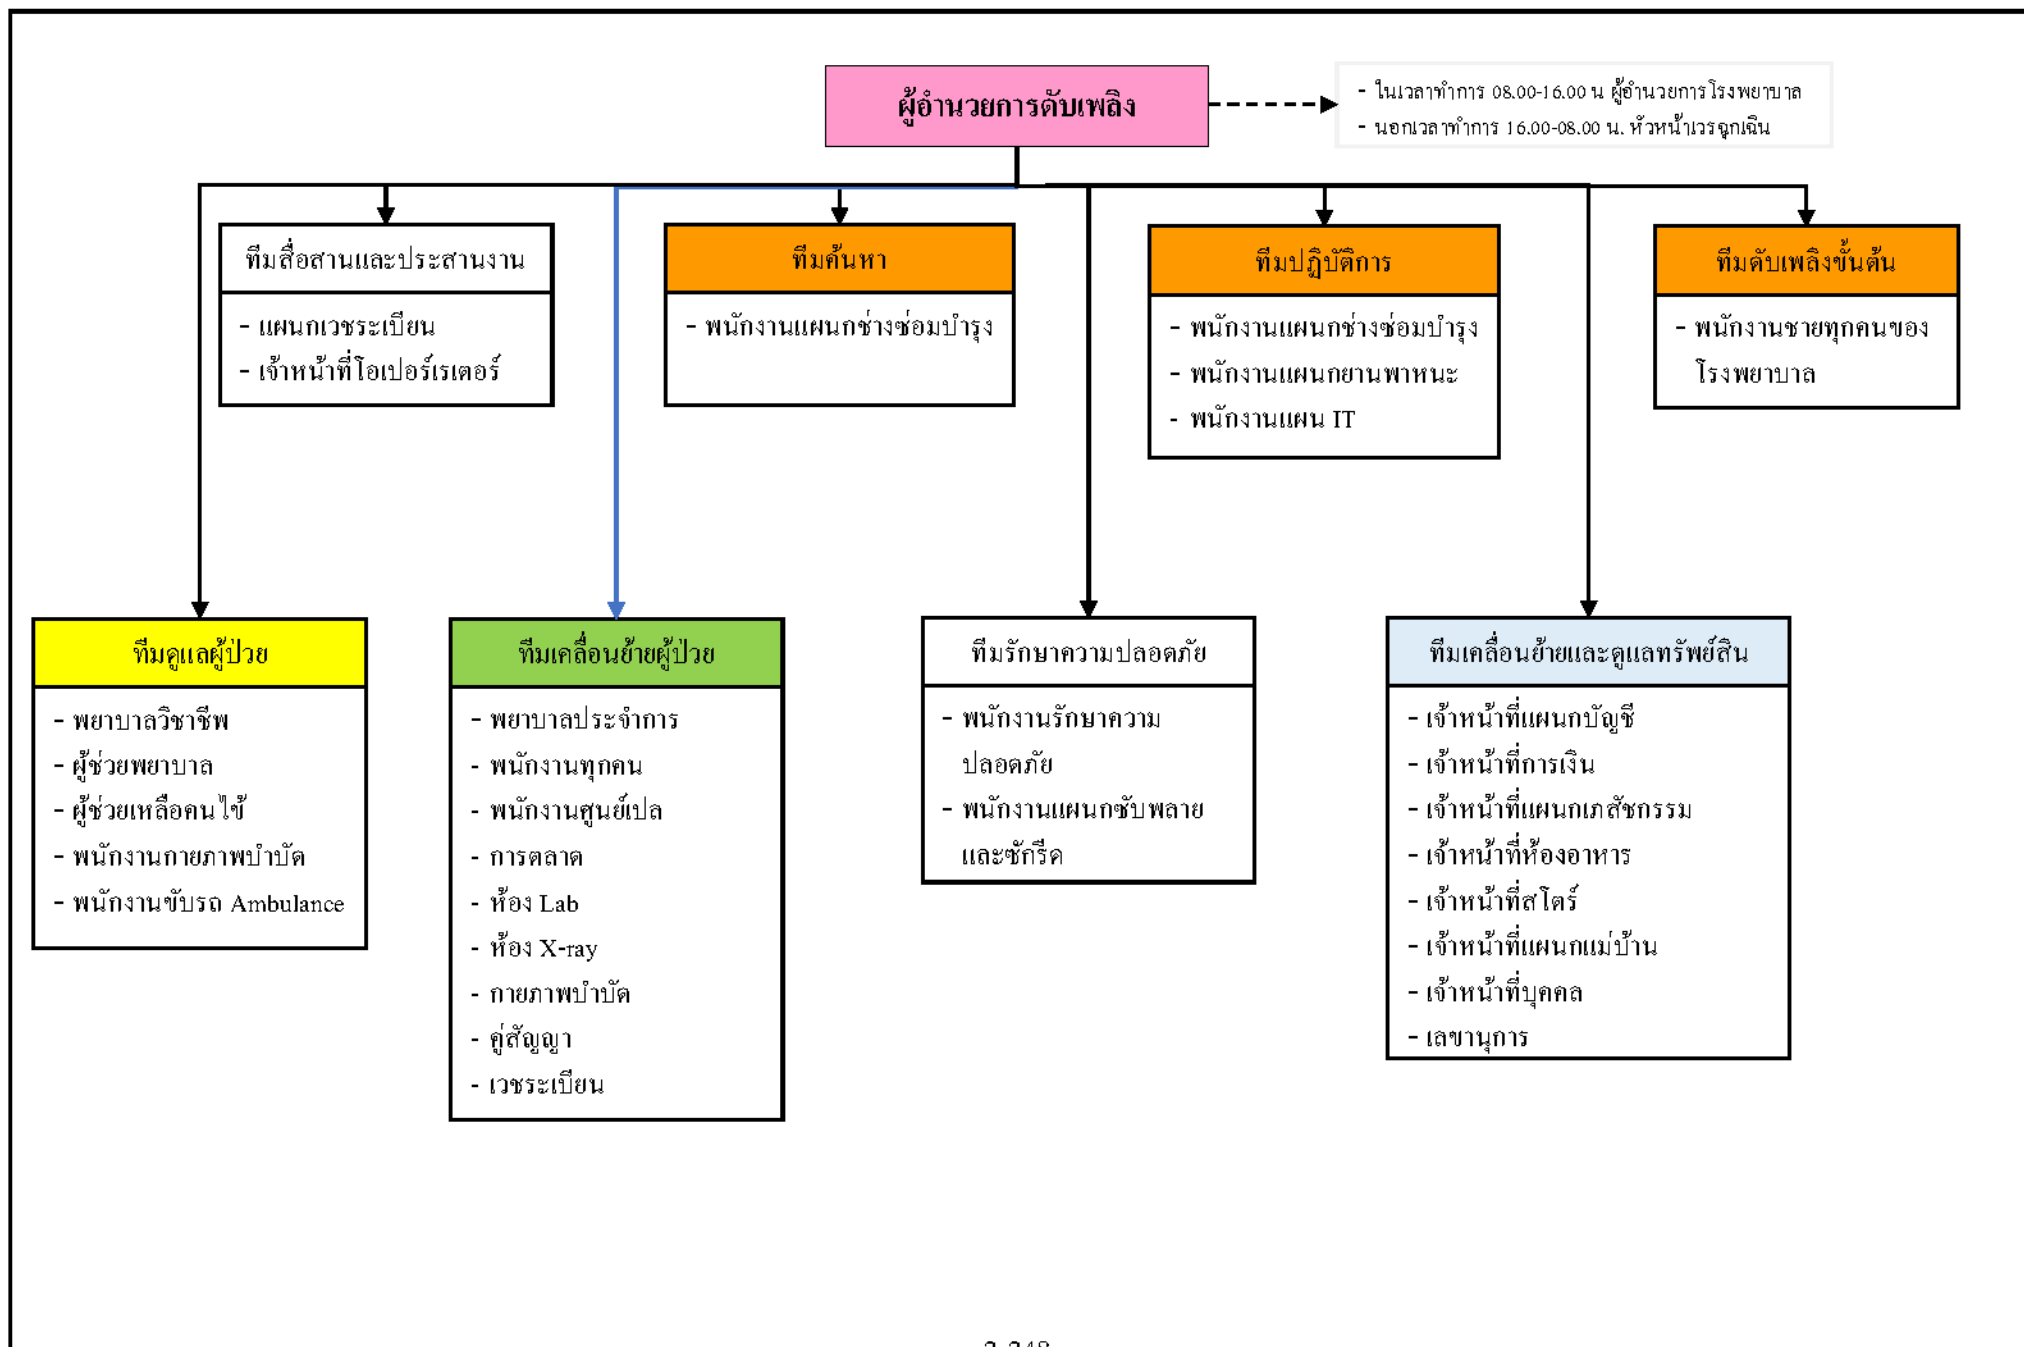 ผู้อำนวยการดับเพลิง
- ในเวลาทำการ 08.00-16.00 น ผู้อำนวยการโรงพยาบาล
- นอกเวลาทำการ 16.00-08.00 น. หัวหน้าเวรฉุกเฉิน
ทีมสื่อสานและประสานงาน
- แผนกเวชระเบียน
- เจ้าหน้าที่โอเปอร์เรเตอร์
ทีมค้นหา
- พนักงานแผนกช่างซ่อมบำรุง
ทีมปฏิบัติการ
- พนักงานแผนกช่างซ่อมบำรุง
- พนักงานแผนกยานพาหนะ
- พนักงานแผน IT
ทีมดับเพลิงขั้นต้น
- พนักงานชายทุกคนของ
โรงพยาบาล
ทีมดูแลผู้ป่วย
- พยาบาลวิชาชีพ
- ผู้ช่วยพยาบาล
- ผู้ช่วยเหลือคนไข้
- พนักงานกายภาพบำบัด
- พนักงานขับรถ Ambulance
ทีมเคลื่อนย้ายผู้ป่วย
- พยาบาลประจำการ
- พนักงานทุกคน
- พนักงานศูนย์เปล
- การตลาด
- ห้อง Lab
- ห้อง X-ray
- กายภาพบำบัด
- คู่สัญญา
- เวชระเบียน
ทีมรักษาความปลอดภัย
- พนักงานรักษาความ
ปลอดภัย
- พนักงานแผนกซับพลาย
และซักรีด
ทีมเคลื่อนย้ายและดูแลทรัพย์สิน
- เจ้าหน้าที่แผนกบัญชี
- เจ้าหน้าที่การเงิน
- เจ้าหน้าที่แผนกเภสัชกรรม
- เจ้าหน้าที่ห้องอาหาร
- เจ้าหน้าที่สโตร์
- เจ้าหน้าที่แผนกแม่บ้าน
- เจ้าหน้าที่บุคคล
- เลขานุการ